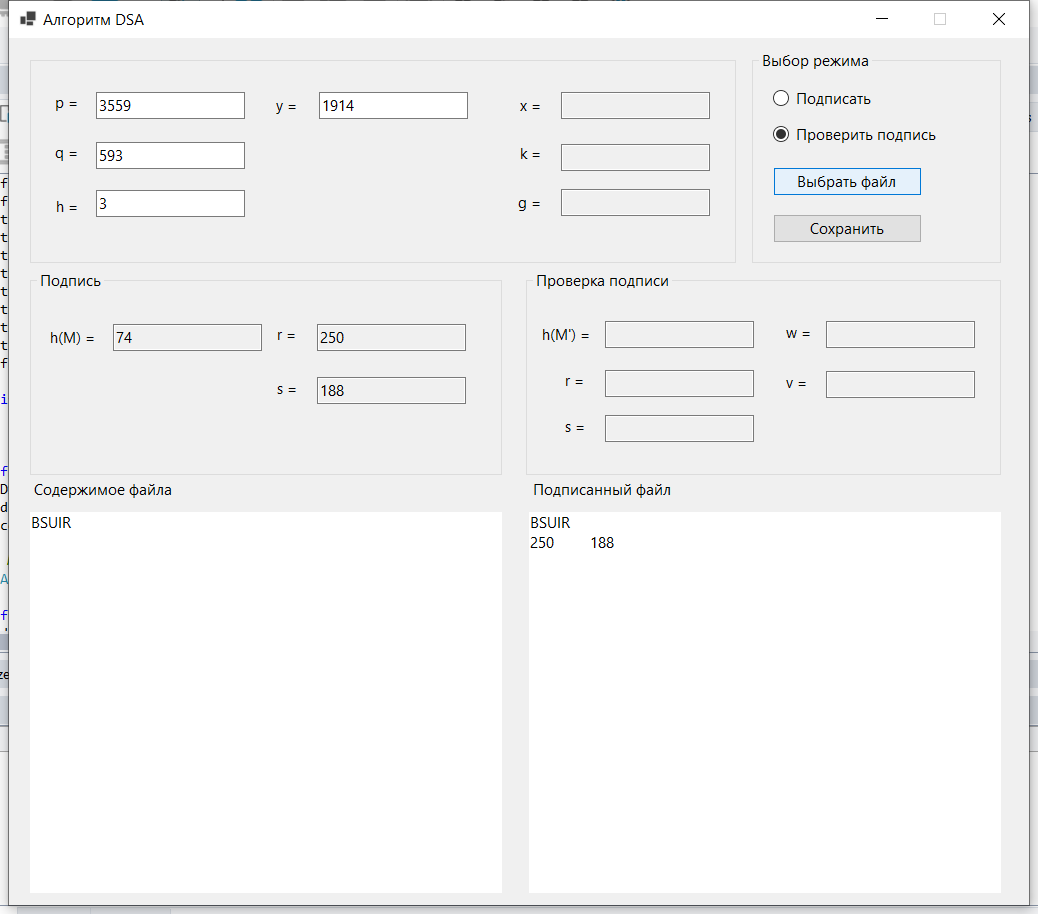 Алгоритм DSA
p = 3559
y = 1914
x =
q = 593
k =
h = 3
g =
Выбор режима
Подписать
Проверить подпись
Выбрать файл
Сохранить
Подпись
h(M) = 74
r = 250
s = 188
Проверка подписи
h(M') =
w =
r =
v =
s =
Содержимое файла
BSUIR
Подписанный файл
BSUIR
250 188